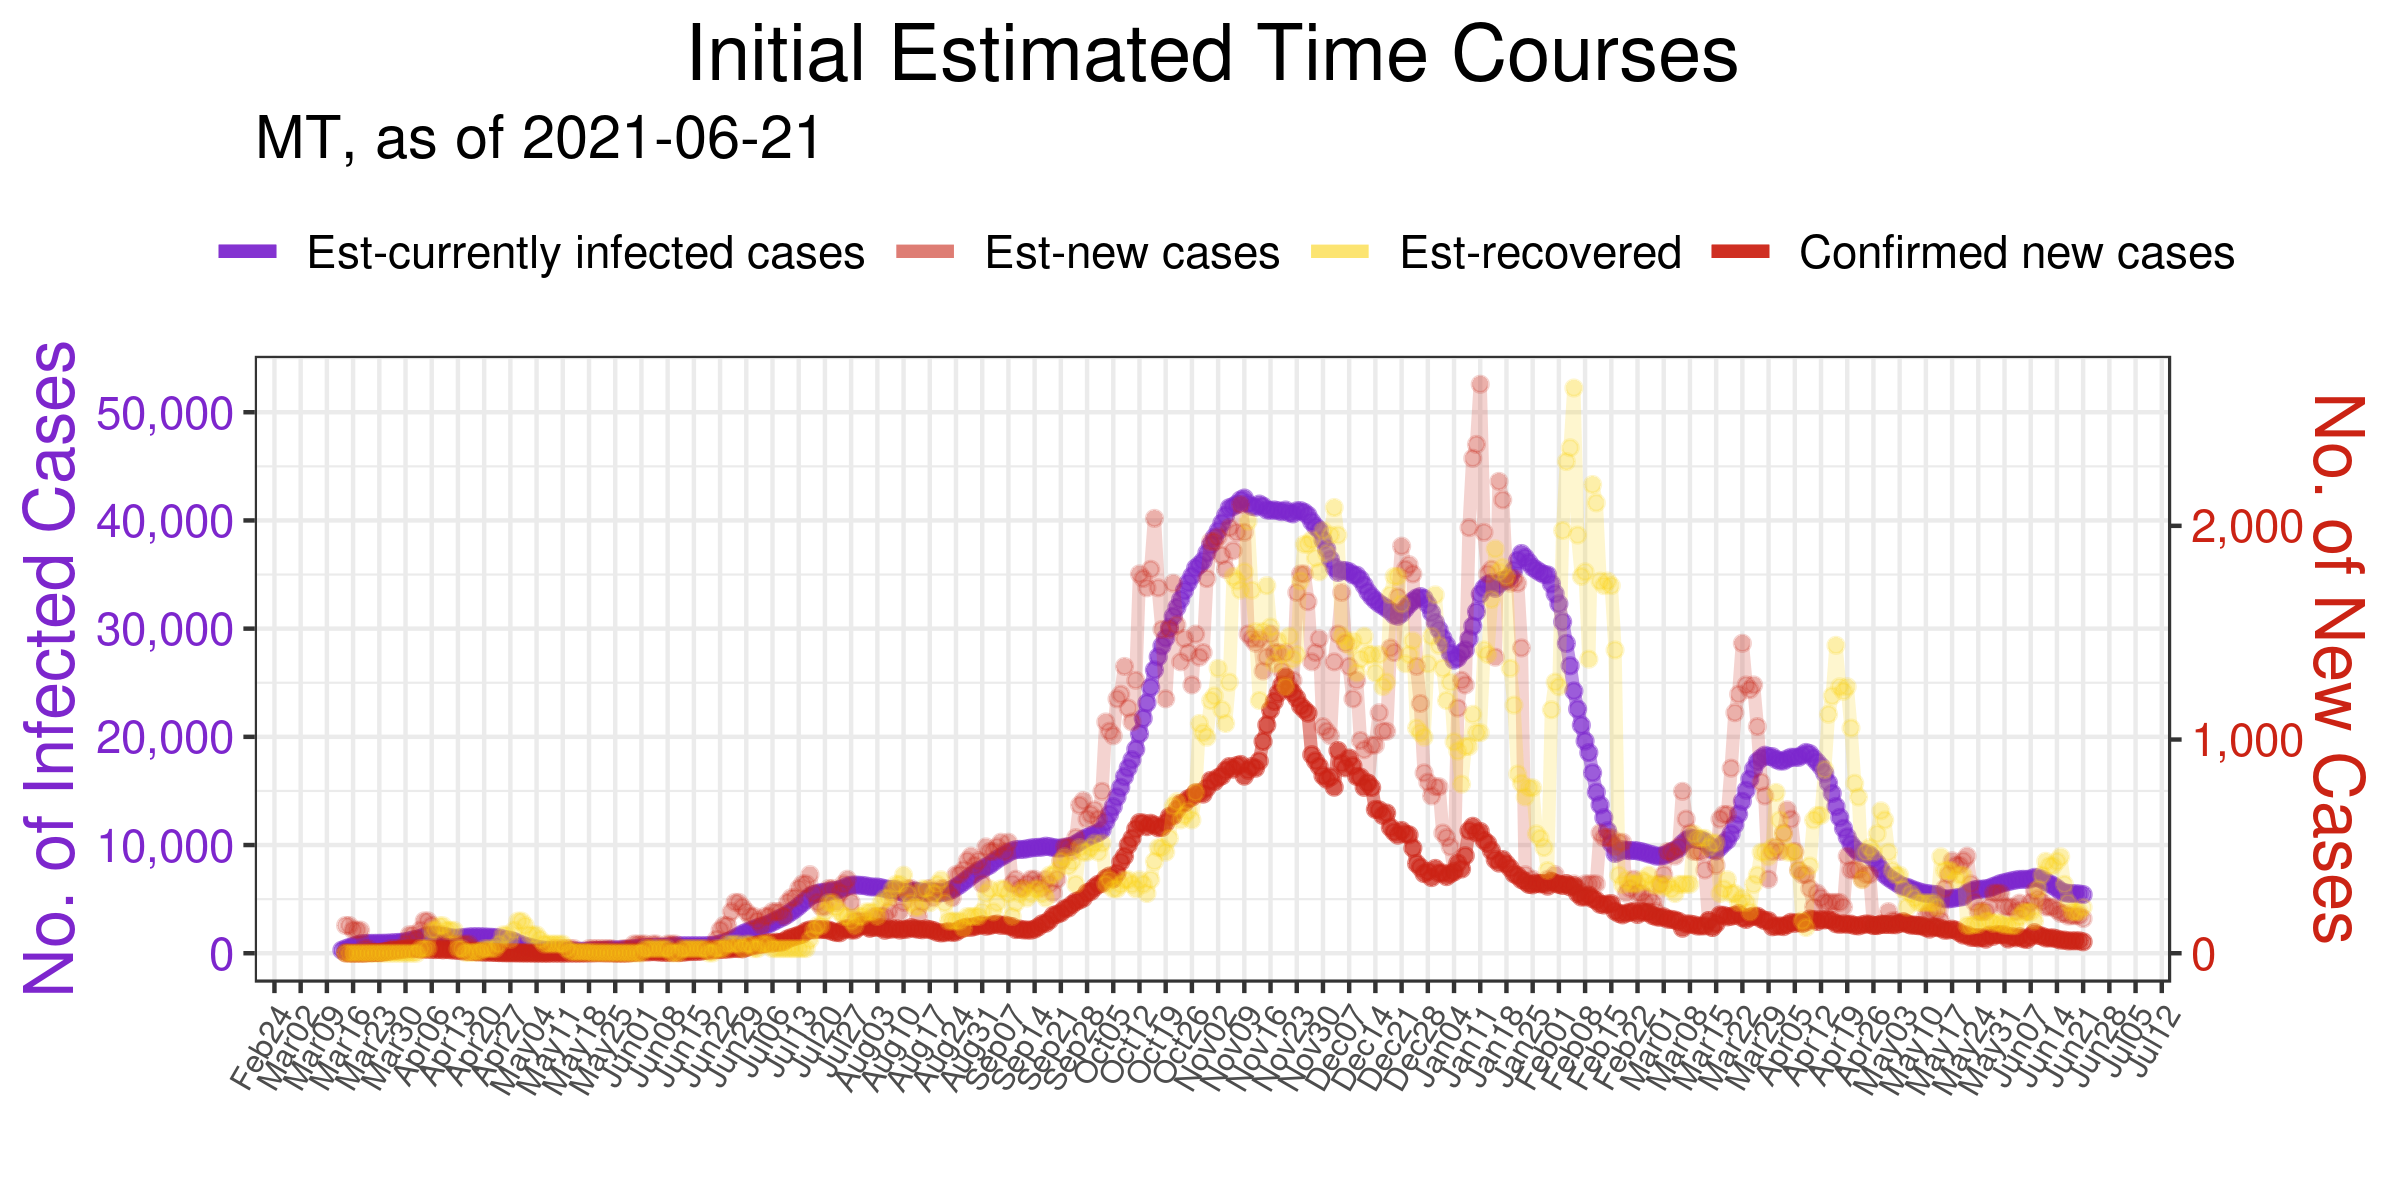 Initial Estimated Time Courses
MT, as of 2021-06-21
Est-currently infected cases Est-new cases Est-recovered Confirmed new cases
No. of Infected Cases
50,000
40,000
30,000
20,000
10,000
0
No. of New Cases
2,000
1,000
0
Feb24 Mar02 Mar09 Mar16 Mar23 Mar30 Apr06 Apr13 Apr20 Apr27 May04 May11 May18 May25 Jun01 Jun08 Jun15 Jun22 Jun29 Jul06 Jul13 Jul20 Jul27 Aug03 Aug10 Aug17 Aug24 Aug31 Sep07 Sep14 Sep21 Sep28 Oct05 Oct12 Oct19 Oct26 Nov02 Nov09 Nov16 Nov23 Nov30 Dec07 Dec14 Dec21 Dec28 Jan04 Jan11 Jan18 Jan25 Feb01 Feb08 Feb15 Feb22 Mar01 Mar08 Mar15 Mar22 Mar29 Apr05 Apr12 Apr19 Apr26 May03 May10 May17 May24 May31 Jun07 Jun14 Jun21 Jun28 Jul05 Jul12